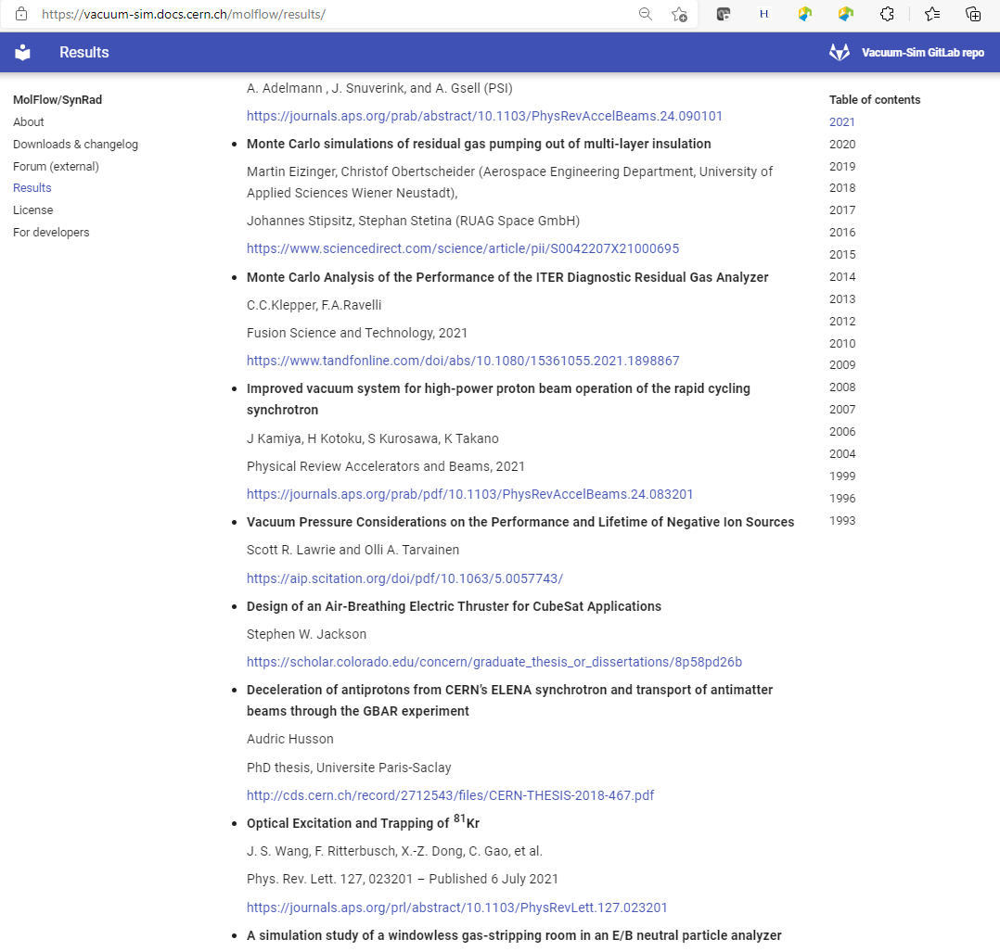 https://vacuum-sim.docs.cern.ch/molflow/results/
H
Results
Vacuum-Sim GitLab repo
MolFlow/SynRad
About
Downloads & changelog
Forum (external)
Results
License
For developers
A. Adelmann , J. Snuverink, and A. Gsell (PSI)
https://journals.aps.org/prab/abstract/10.1103/PhysRevAccelBeams.24.090101
• Monte Carlo simulations of residual gas pumping out of multi-layer insulation
Martin Eizinger, Christof Obertscheider (Aerospace Engineering Department, University of
Applied Sciences Wiener Neustadt),
Johannes Stipsitz, Stephan Stetina (RUAG Space GmbH)
https://www.sciencedirect.com/science/article/pii/S0042207X21000695
• Monte Carlo Analysis of the Performance of the ITER Diagnostic Residual Gas Analyzer
C.C.Klepper, F.A.Ravelli
Fusion Science and Technology, 2021
https://www.tandfonline.com/doi/abs/10.1080/15361055.2021.1898867
• Improved vacuum system for high-power proton beam operation of the rapid cycling
synchrotron
J Kamiya, H Kotoku, S Kurosawa, K Takano
Physical Review Accelerators and Beams, 2021
https://journals.aps.org/prab/pdf/10.1103/PhysRevAccelBeams.24.083201
• Vacuum Pressure Considerations on the Performance and Lifetime of Negative Ion Sources
Scott R. Lawrie and Olli A. Tarvainen
https://aip.scitation.org/doi/pdf/10.1063/5.0057743/
• Design of an Air-Breathing Electric Thruster for CubeSat Applications
Stephen W. Jackson
https://scholar.colorado.edu/concern/graduate_thesis_or_dissertations/8p58pd26b
• Deceleration of antiprotons from CERN's ELENA synchrotron and transport of antimatter
beams through the GBAR experiment
Audric Husson
PhD thesis, Universite Paris-Saclay
http://cds.cern.ch/record/2712543/files/CERN-THESIS-2018-467.pdf
• Optical Excitation and Trapping of ⁸¹Kr
J. S. Wang, F. Ritterbusch, X.-Z. Dong, C. Gao, et al.
Phys. Rev. Lett. 127, 023201 – Published 6 July 2021
https://journals.aps.org/prl/abstract/10.1103/PhysRevLett.127.023201
• A simulation study of a windowless gas-stripping room in an E/B neutral particle analyzer
Table of contents
2021
2020
2019
2018
2017
2016
2015
2014
2013
2012
2010
2009
2008
2007
2006
2004
1999
1996
1993